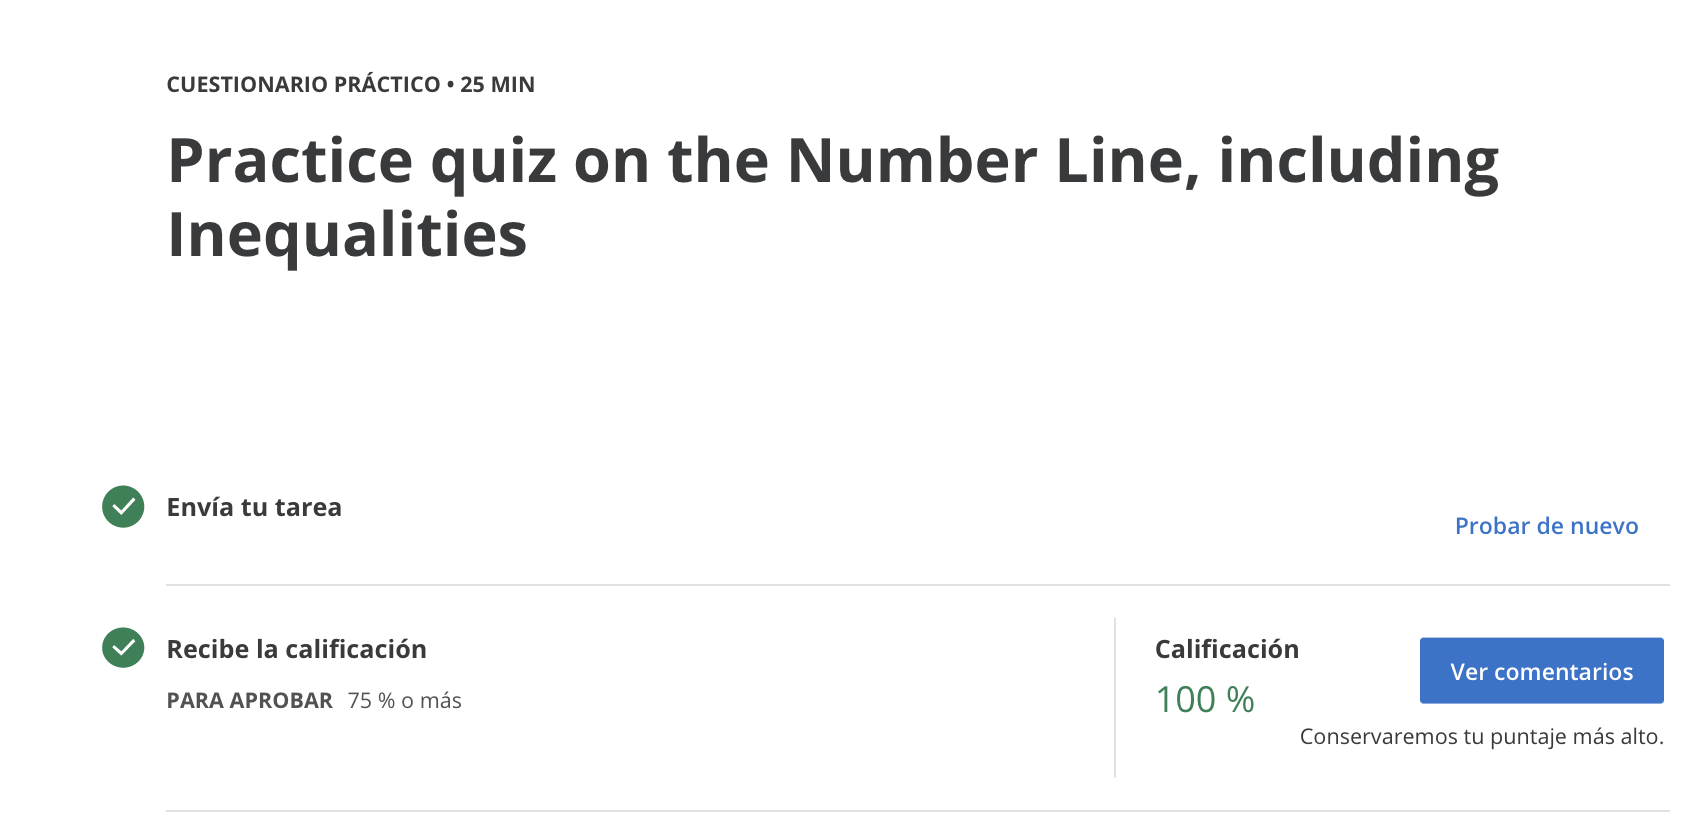 CUESTIONARIO PRÁCTICO • 25 MIN
Practice quiz on the Number Line, including
Inequalities
Envía tu tarea
Probar de nuevo
Recibe la calificación
PARA APROBAR 75 % o más
Calificación
100 %
Ver comentarios
Conservaremos tu puntaje más alto.